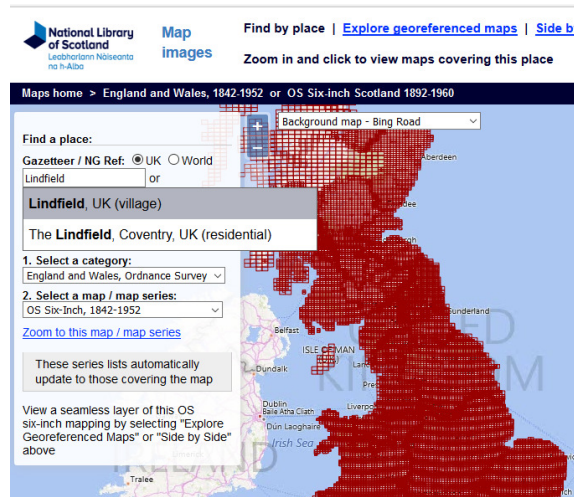 National Library
of Scotland
Leabharlann Nàiseanta
na h-Alba
Map
images
Find by place | Explore georeferenced maps | Side b
Zoom in and click to view maps covering this place
Maps home > England and Wales, 1842-1952 or OS Six-inch Scotland 1892-1960
Find a place:
Gazetteer / NG Ref: UK World
Lindfield or
Lindfield, UK (village)
The Lindfield, Coventry, UK (residential)
1. Select a category:
England and Wales, Ordnance Survey
2. Select a map / map series:
OS Six-Inch, 1842-1952
Zoom to this map / map series
These series lists automatically
update to those covering the map
View a seamless layer of this OS
six-inch mapping by selecting "Explore
Georeferenced Maps" or "Side by Side"
above
+
−
Background map - Bing Road
Aberdeen
Sunderland
Belfast
ISLE OF MAN
Dundalk
KINGDOM
Dublin
Baile Átha Cliath
Dún Laoghaire
Irish Sea
IRELAND
Tralee